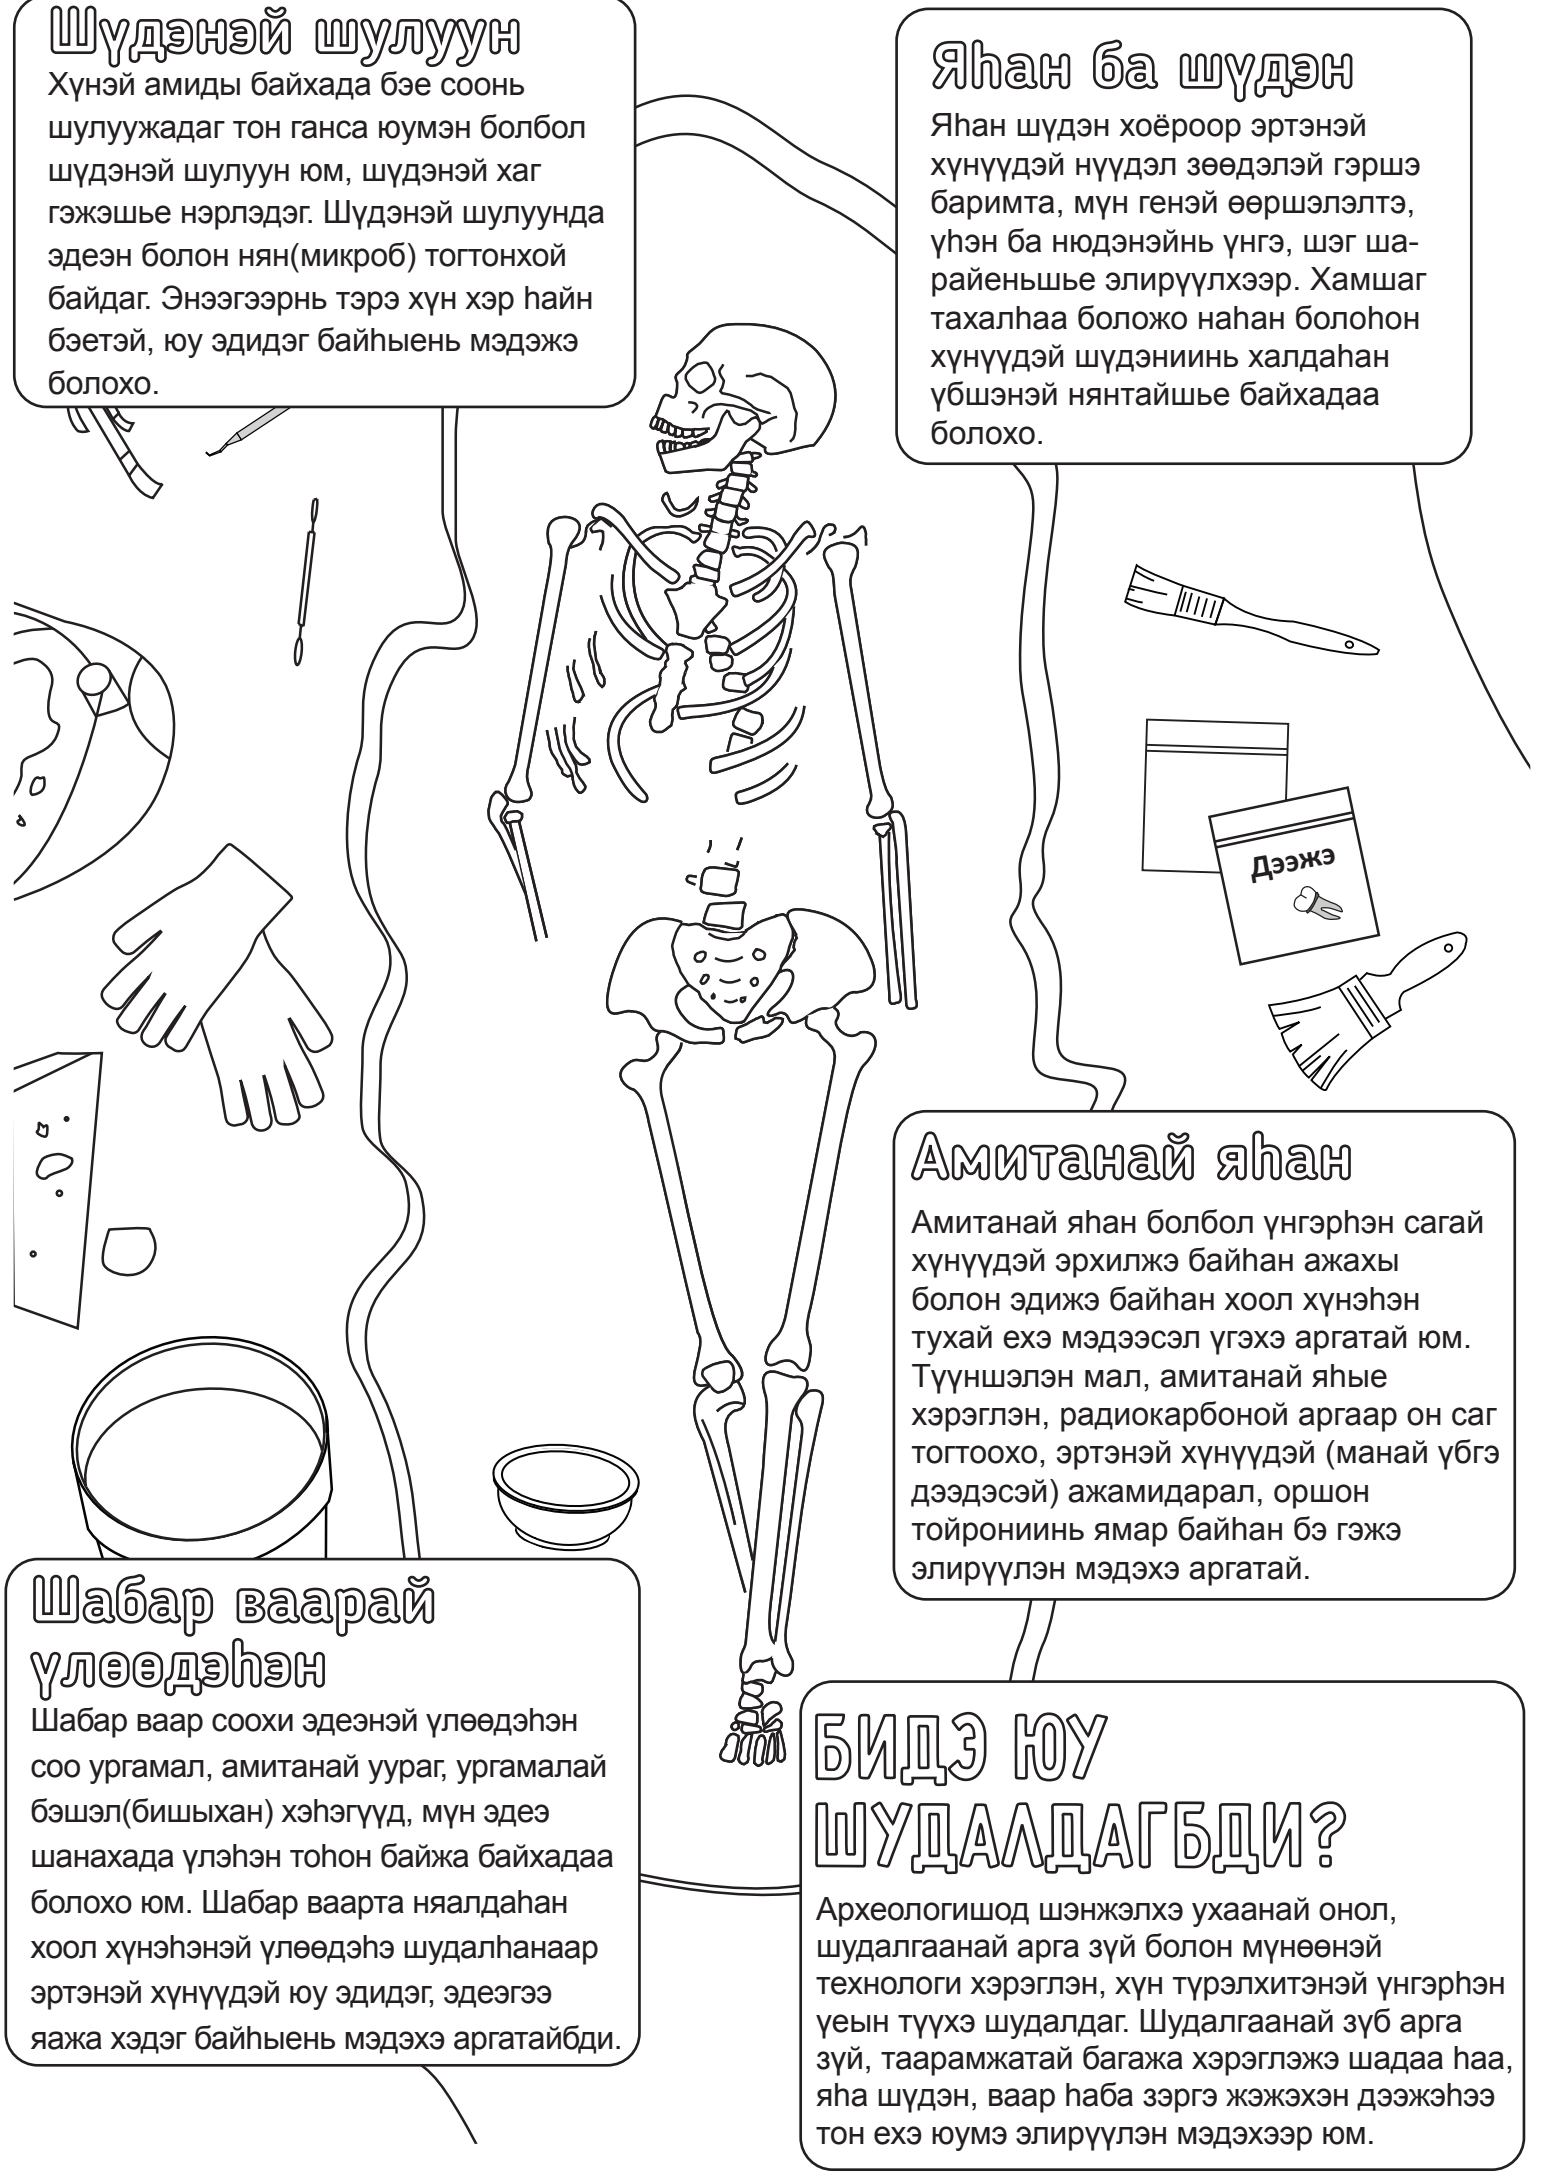 Шүдэнэй шулуун
Хүнэй амиды байхада бэе соонь
шулуужадаг тон ганса юумэн болбол
шүдэнэй шулуун юм, шүдэнэй хаг
гэжэшье нэрлэдэг. Шүдэнэй шулуунда
эдеэн болон нян(микроб) тогтонхой
байдаг. Энээгээрнь тэрэ хүн хэр һайн
бэетэй, юу эдидэг байһыень мэдэжэ
болохо.
Яһан ба шүдэн
Яһан шүдэн хоёроор эртэнэй
хүнүүдэй нүүдэл зөөдэлэй гэршэ
баримта, мүн генэй өөршэлэлтэ,
үһэн ба нюдэнэйнь үнгэ, шэг ша-
райеньшье элирүүлхээр. Хамшаг
тахалһаа боложо наһан болоһон
хүнүүдэй шүдэниинь халдаһан
үбшэнэй нянтайшье байхадаа
болохо.
Дээжэ
Амитанай яһан
Амитанай яһан болбол үнгэрһэн сагай
хүнүүдэй эрхилжэ байһан ажахы
болон эдижэ байһан хоол хүнэһэн
тухай ехэ мэдээсэл үгэхэ аргатай юм.
Түүншэлэн мал, амитанай яһые
хэрэглэн, радиокарбоной аргаар он саг
тогтоохо, эртэнэй хүнүүдэй (манай үбгэ
дээдэсэй) ажамидарал, оршон
тойрониинь ямар байһан бэ гэжэ
элирүүлэн мэдэхэ аргатай.
Шабар ваарай
үлөөдэһэн
Шабар ваар соохи эдеэнэй үлөөдэһэн
соо ургамал, амитанай уураг, ургамалай
бэшэл(бишыхан) хэһэгүүд, мүн эдеэ
шанахада үлэһэн тоһон байжа байхадаа
болохо юм. Шабар ваарта няалдаһан
хоол хүнэһэнэй үлөөдэһэ шудалһанаар
эртэнэй хүнүүдэй юу эдидэг, эдеэгээ
яажа хэдэг байһыень мэдэхэ аргатайбди.
БИДЭ ЮУ
ШУДАЛДАГБДИ?
Археологишод шэнжэлхэ ухаанай онол,
шудалгаанай арга зүй болон мүнөөнэй
технологи хэрэглэн, хүн түрэлхитэнэй үнгэрһэн
үеын түүхэ шудалдаг. Шудалгаанай зүб арга
зүй, таарамжатай багажа хэрэглэжэ шадаа һаа,
яһа шүдэн, ваар һаба зэргэ жэжэхэн дээжэһээ
тон ехэ юумэ элирүүлэн мэдэхээр юм.